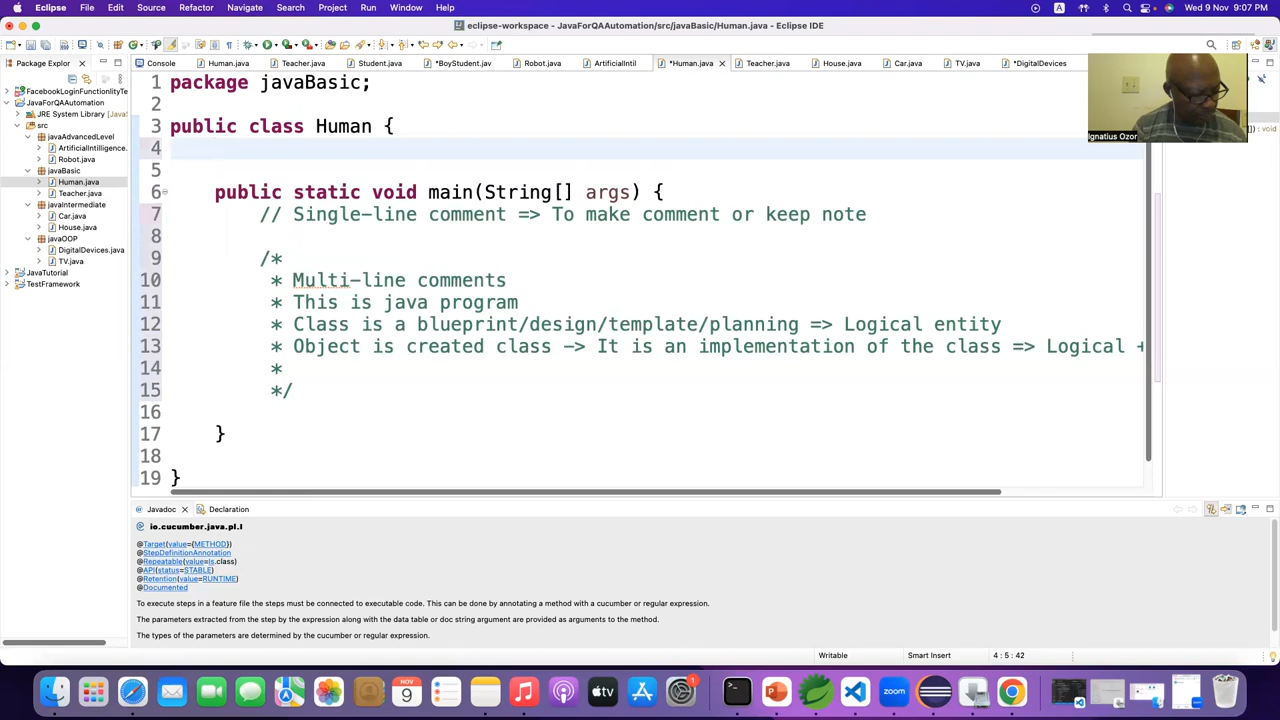 Eclipse File Edit Source Refactor Navigate Search Project Run Window Help
A Wed 9 Nov 9:07 PM
eclipse-workspace - JavaForQAAutomation/src/javaBasic/Human.java - Eclipse IDE
Package Explor
Console Human.java Teacher.java Student.java *BoyStudent.jav Robot.java ArtificialIntil *Human.java Teacher.java House.java Car.java TV.java *DigitalDevices
FacebookLoginFunctionlityTe
JavaForQAAutomation
JRE System Library [Java
src
javaAdvancedLevel
ArtificialIntilligence.
Robot.java
javaBasic
Human.java
Teacher.java
javaIntermediate
Car.java
House.java
javaOOP
DigitalDevices.java
TV.java
JavaTutorial
TestFramework
1 package javaBasic;
2
3 public class Human {
4
5
6 public static void main(String[] args) {
7 // Single-line comment => To make comment or keep note
8
9 /*
10 * Multi-line comments
11 * This is java program
12 * Class is a blueprint/design/template/planning => Logical entity
13 * Object is created class -> It is an implementation of the class => Logical +
14 *
15 */
16
17 }
18
19 }
Ignatius Ozor
[]) : void
Javadoc Declaration
@ io.cucumber.java.pl.I
@Target(value={METHOD})
@StepDefinitionAnnotation
@Repeatable(value=Is.class)
@API(status=STABLE)
@Retention(value=RUNTIME)
@Documented
To execute steps in a feature file the steps must be connected to executable code. This can be done by annotating a method with a cucumber or regular expression.
The parameters extracted from the step by the expression along with the data table or doc string argument are provided as arguments to the method.
The types of the parameters are determined by the cucumber or regular expression.
Writable Smart Insert 4 : 5 : 42
NOV
9
tv
1
zoom